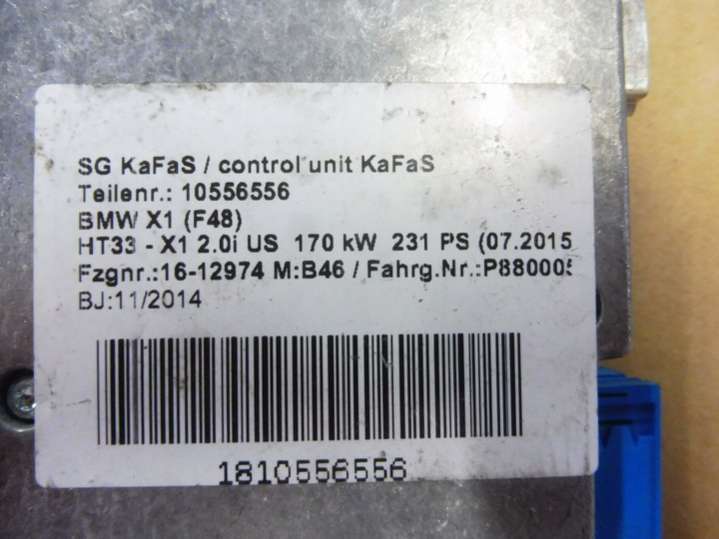 SG KaFaS / control unit KaFaS
Teilenr.: 10556556
BMW X1 (F48)
HT33 - X1 2.0i US 170 kW 231 PS (07.2015
Fzgnr.:16-12974 M:B46 / Fahrg.Nr.:P880005
BJ:11/2014
1810556556